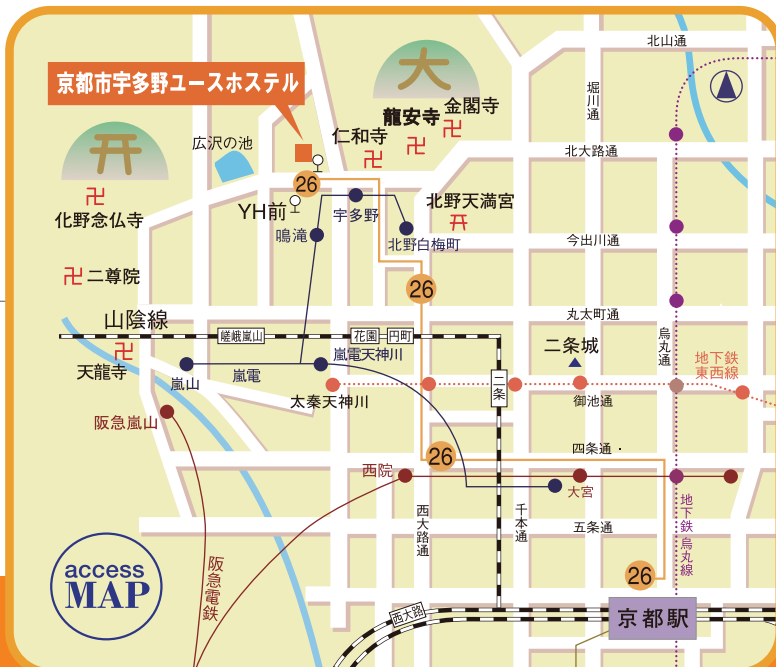 北山通
京都市宇多野ユースホステル
堀川通
金閣寺
龍安寺
仁和寺
広沢の池
北大路通
26
化野念仏寺
YH前
宇多野
北野天満宮
鳴滝
北野白梅町
今出川通
二尊院
26
山陰線
丸太町通
嵯峨嵐山
花園
円町
烏丸通
二条城
天龍寺
嵐電天神川
地下鉄
東西線
嵐山
嵐電
二条
太秦天神川
御池通
阪急嵐山
四条通・
26
西院
大宮
西大路通
千本通
五条通
地下鉄烏丸線
阪急電鉄
access
MAP
26
西大路
京都駅